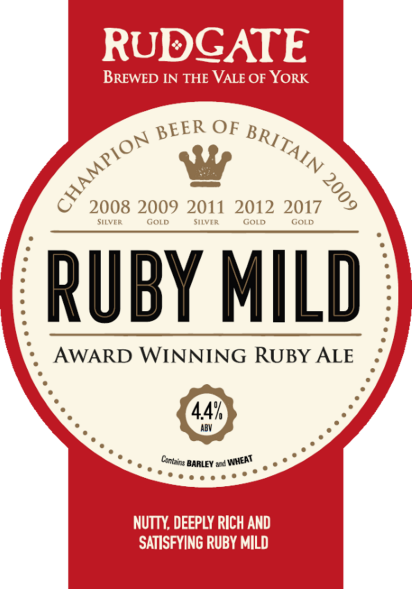 RUDGATE
BREWED IN THE VALE OF YORK
CHAMPION BEER OF BRITAIN 2009
2008 2009 2011 2012 2017
SILVER GOLD SILVER GOLD GOLD
RUBY MILD
AWARD WINNING RUBY ALE
4.4%
ABV
Contains BARLEY and WHEAT
NUTTY, DEEPLY RICH AND
SATISFYING RUBY MILD